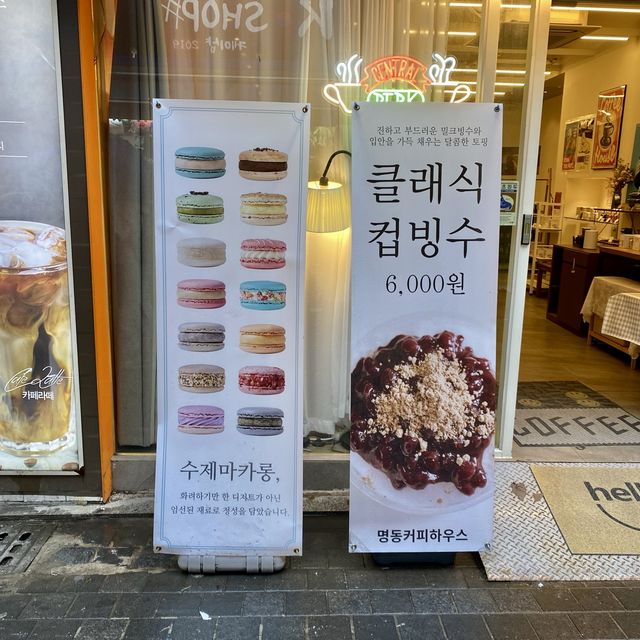 K
SHOP#
2019
CENTRAL
PERK
수제마카롱,
화려하기만 한 디저트가 아닌
엄선된 재료로 정성을 담았습니다.
진하고 부드러운 밀크빙수와
입안을 가득 채우는 달콤한 토핑
클래식
컵빙수
6,000원
명동커피하우스
카페라떼
COFFEE
hell